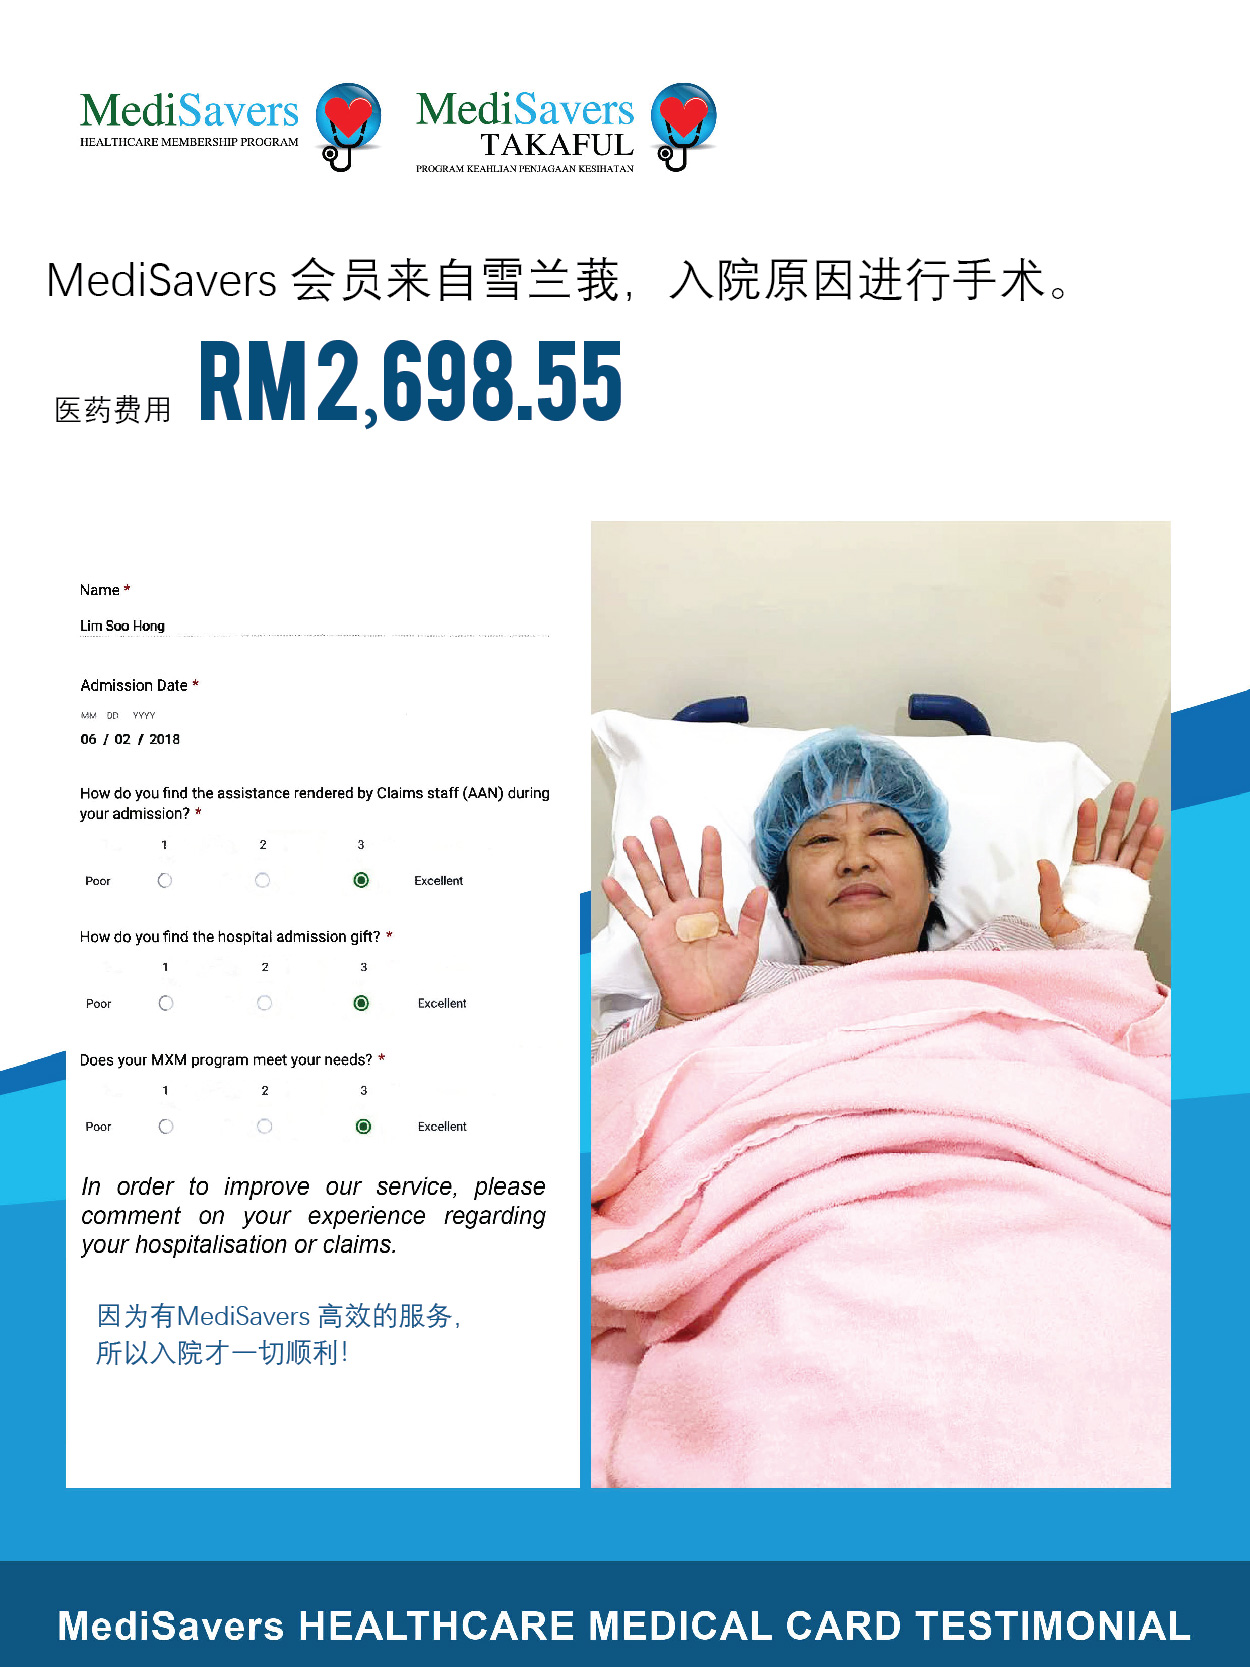 MediSavers
HEALTHCARE MEMBERSHIP PROGRAM
MediSavers
TAKAFUL
PROGRAM KEAHLIAN PENJAGAAN KESIHATAN
MediSavers 会员来自雪兰莪，入院原因进行手术。
医药费用 RM2,698.55
Name *
Lim Soo Hong
Admission Date *
MM DD YYYY
06 / 02 / 2018
How do you find the assistance rendered by Claims staff (AAN) during
your admission? *
1 2 3
Poor Excellent
How do you find the hospital admission gift? *
1 2 3
Poor Excellent
Does your MXM program meet your needs? *
1 2 3
Poor Excellent
In order to improve our service, please
comment on your experience regarding
your hospitalisation or claims.
因为有MediSavers 高效的服务，
所以入院才一切顺利！
MediSavers HEALTHCARE MEDICAL CARD TESTIMONIAL